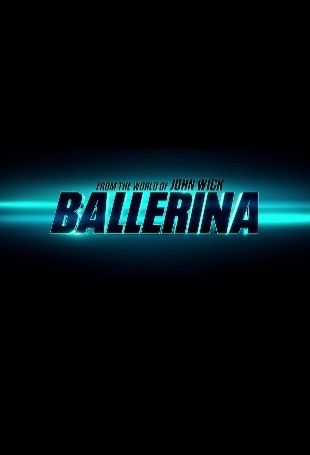 FROM THE WORLD OF JOHN WICK
BALLERINA